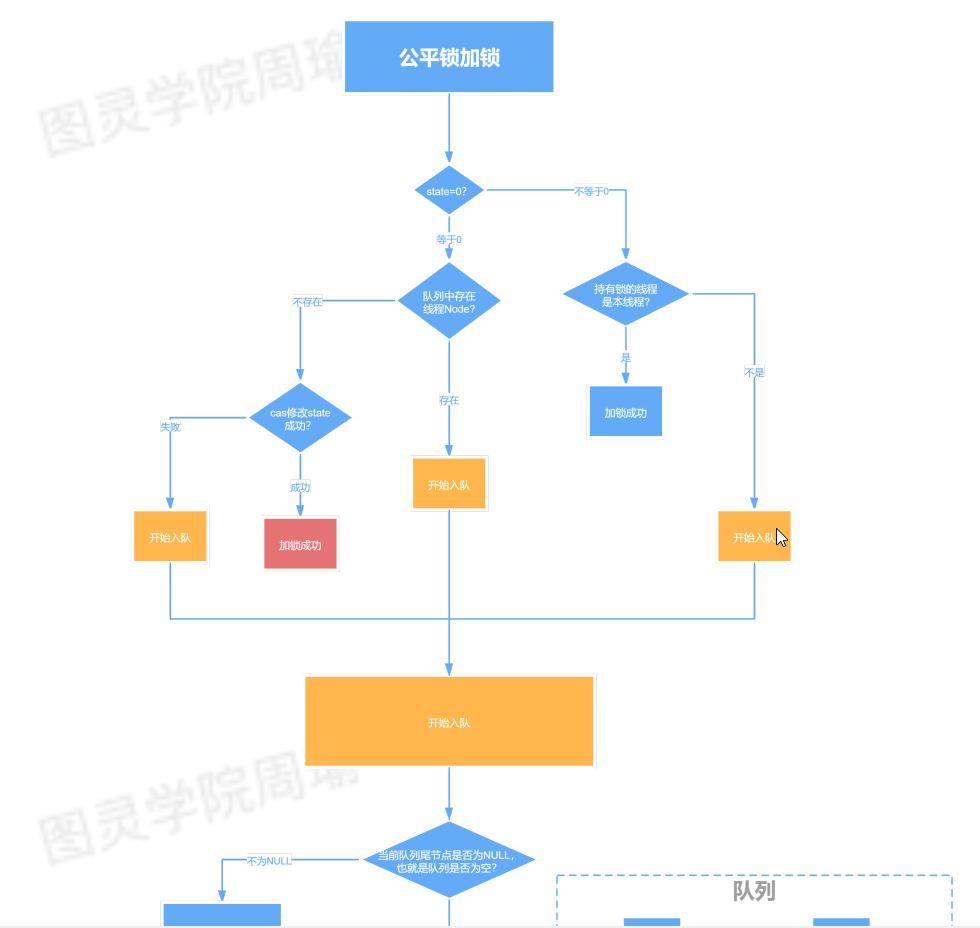 公平锁加锁
图灵学院周瑜
state=0?
不等于0
等于0
队列中存在
线程Node?
持有锁的线程
是本线程?
不存在
是
不是
存在
cas修改state
成功?
加锁成功
失败
成功
开始入队
开始入队
加锁成功
开始入队
开始入队
图灵学院周瑜
当前队列尾节点是否为NULL,
也就是队列是否为空?
不为NULL
队列